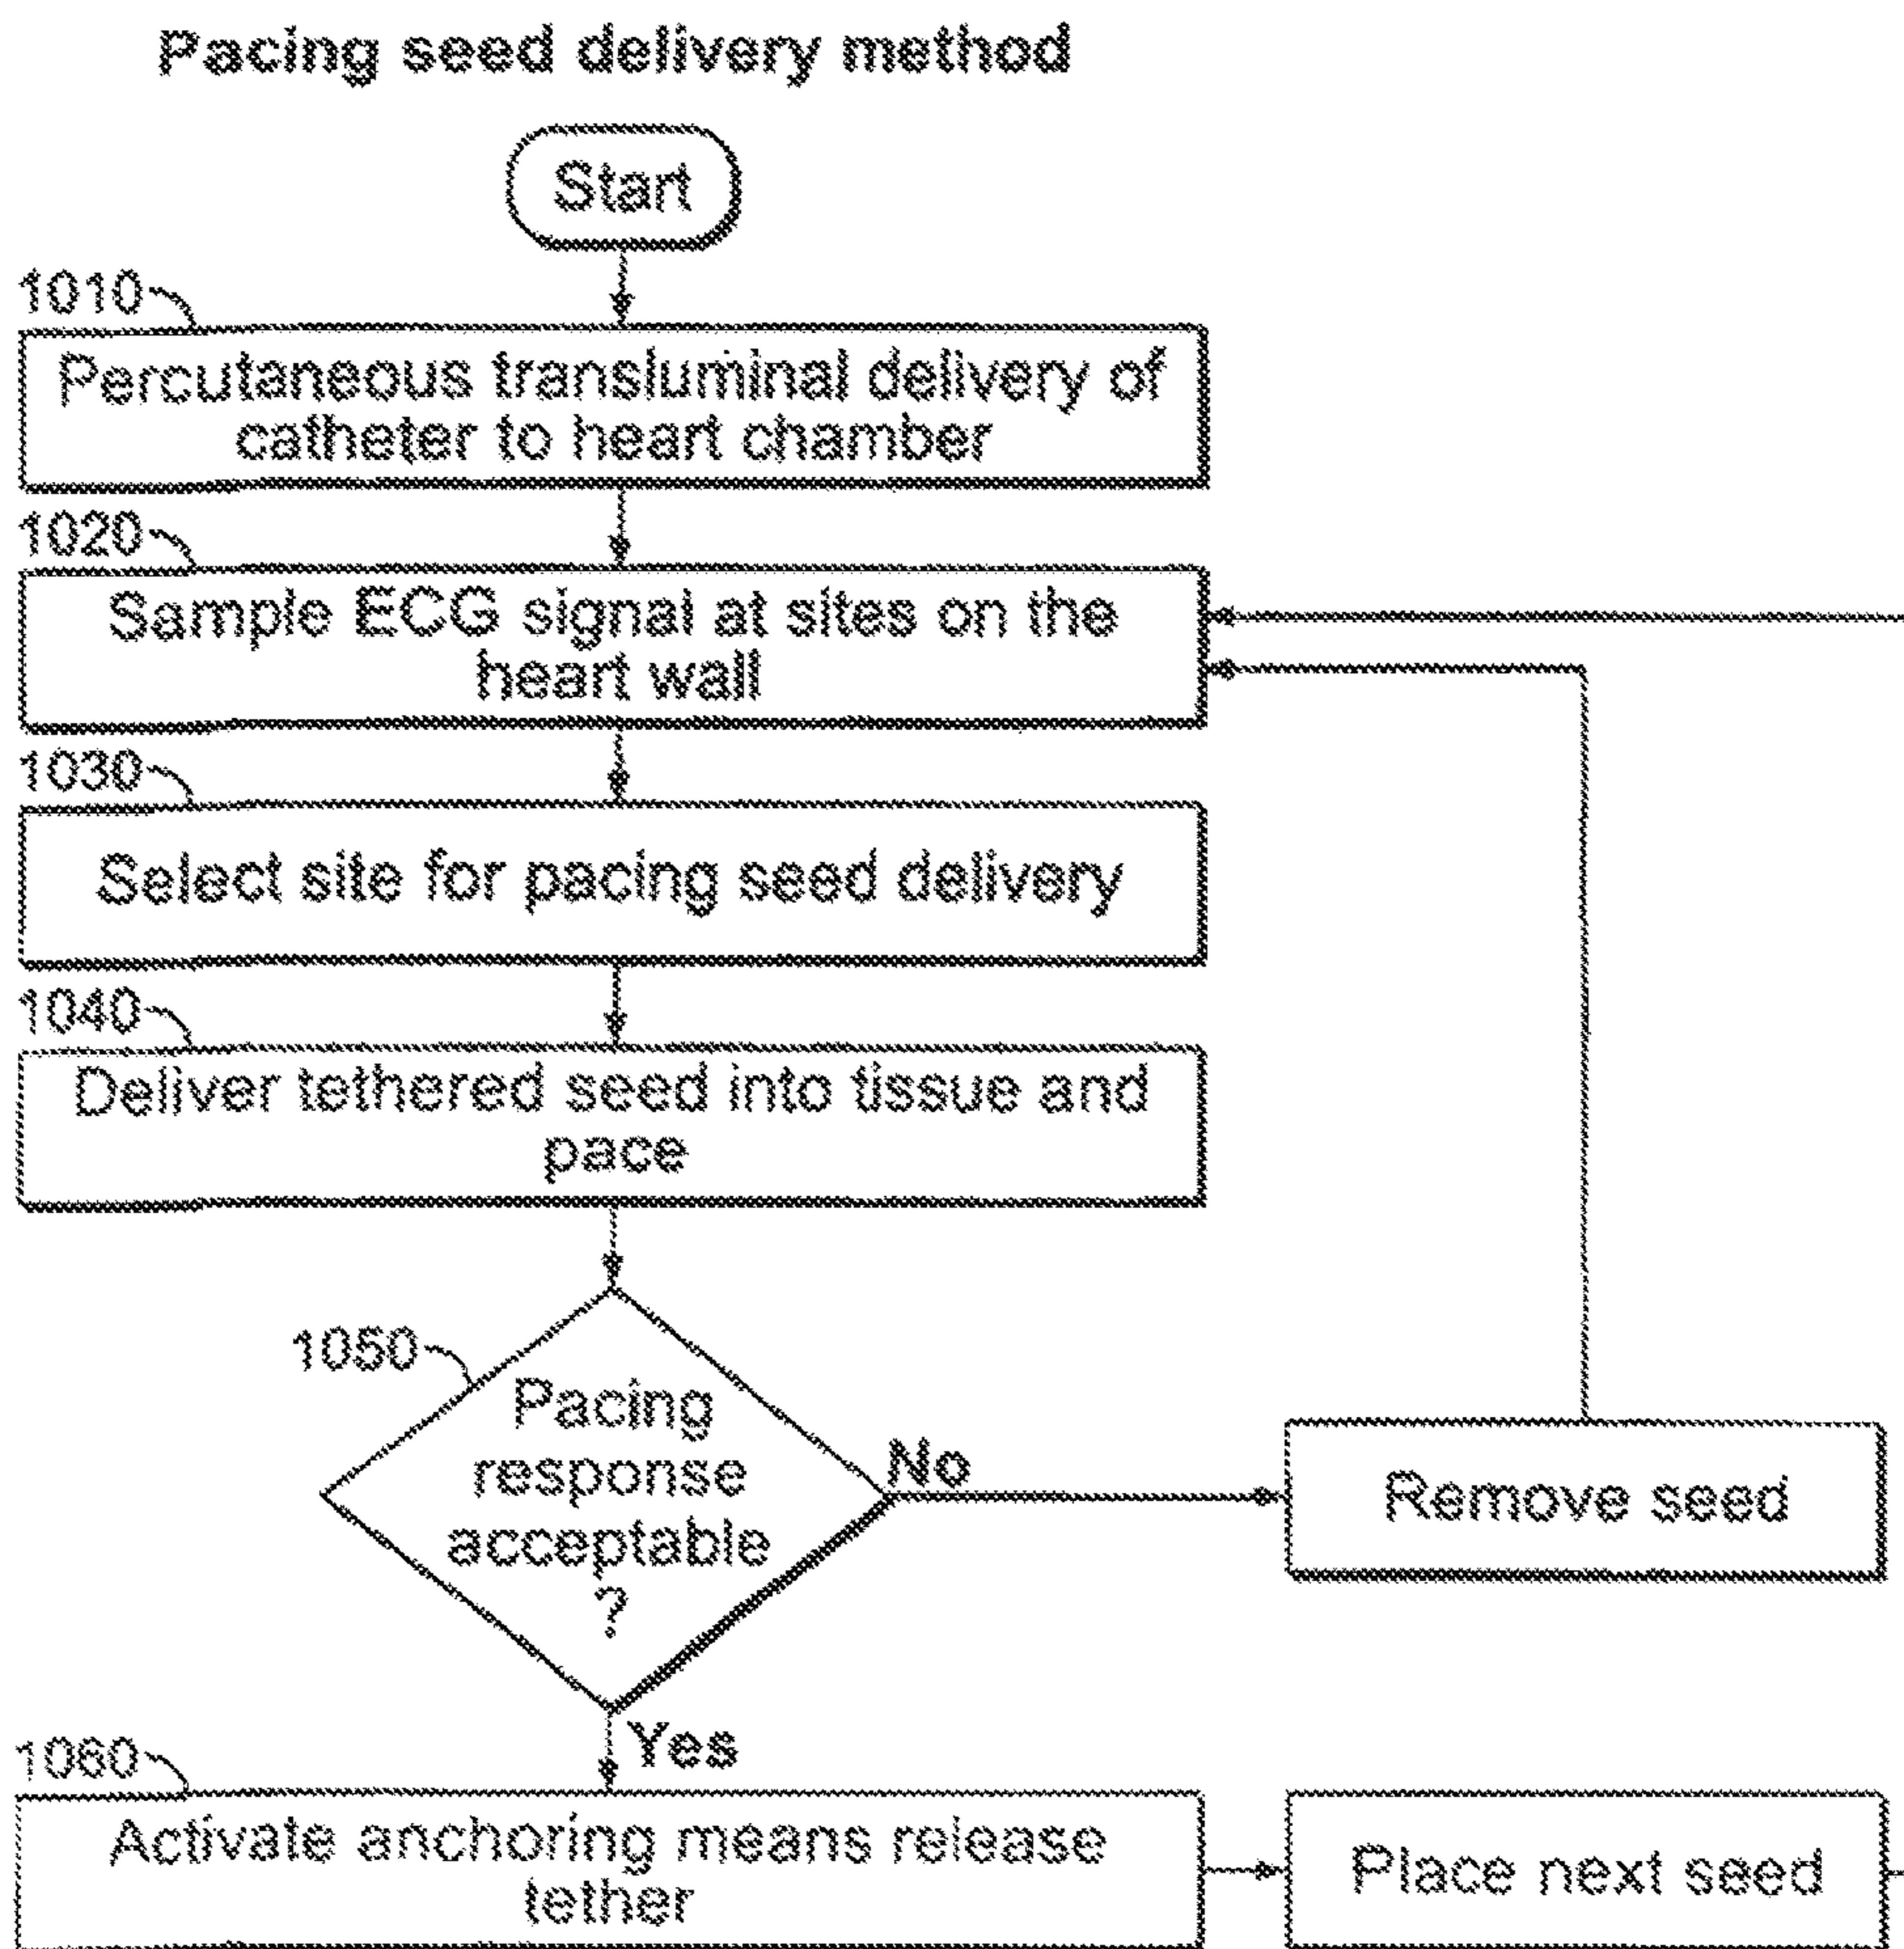 Pacing seed delivery method
Start
1010
Percutaneous transluminal delivery of
catheter to heart chamber
1020
Sample ECG signal at sites on the
heart wall
1030
Select site for pacing seed delivery
1040
Deliver tethered seed into tissue and
pace
1050
Pacing
response
acceptable
?
No
Remove seed
Yes
1060
Activate anchoring means release
tether
Place next seed